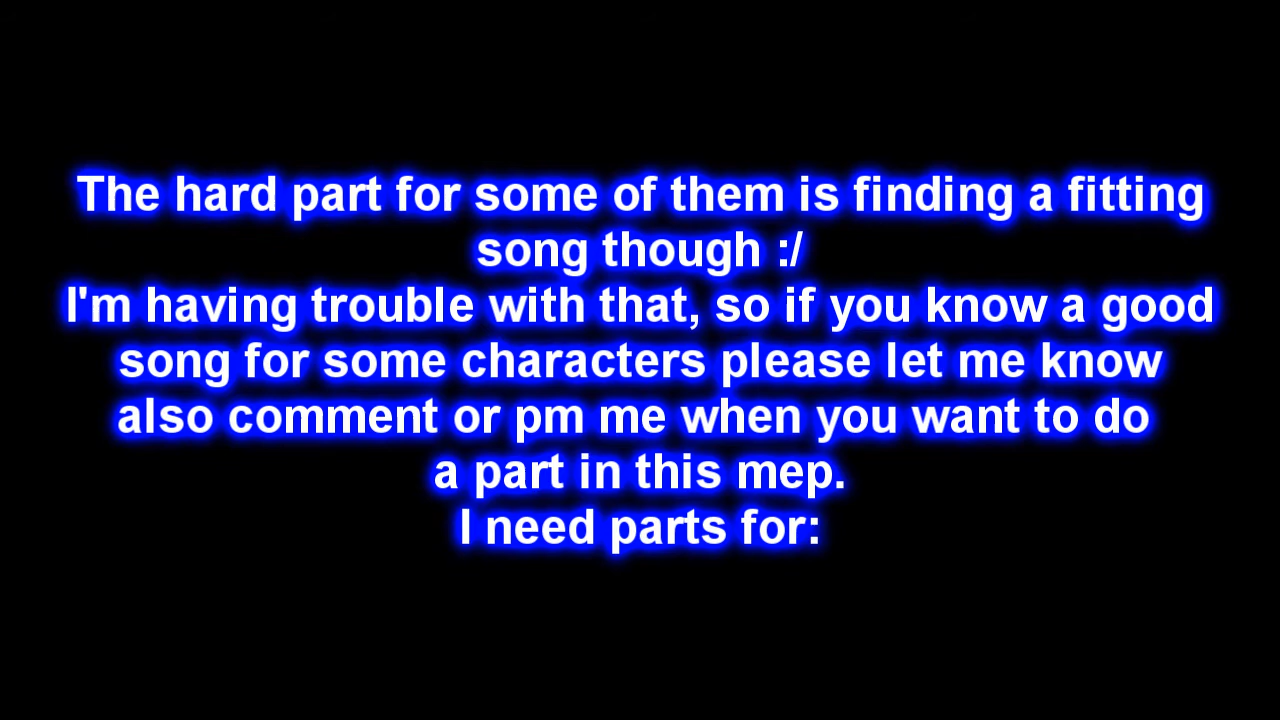 The hard part for some of them is finding a fitting
song though :/
I'm having trouble with that, so if you know a good
song for some characters please let me know
also comment or pm me when you want to do
a part in this mep.
I need parts for: